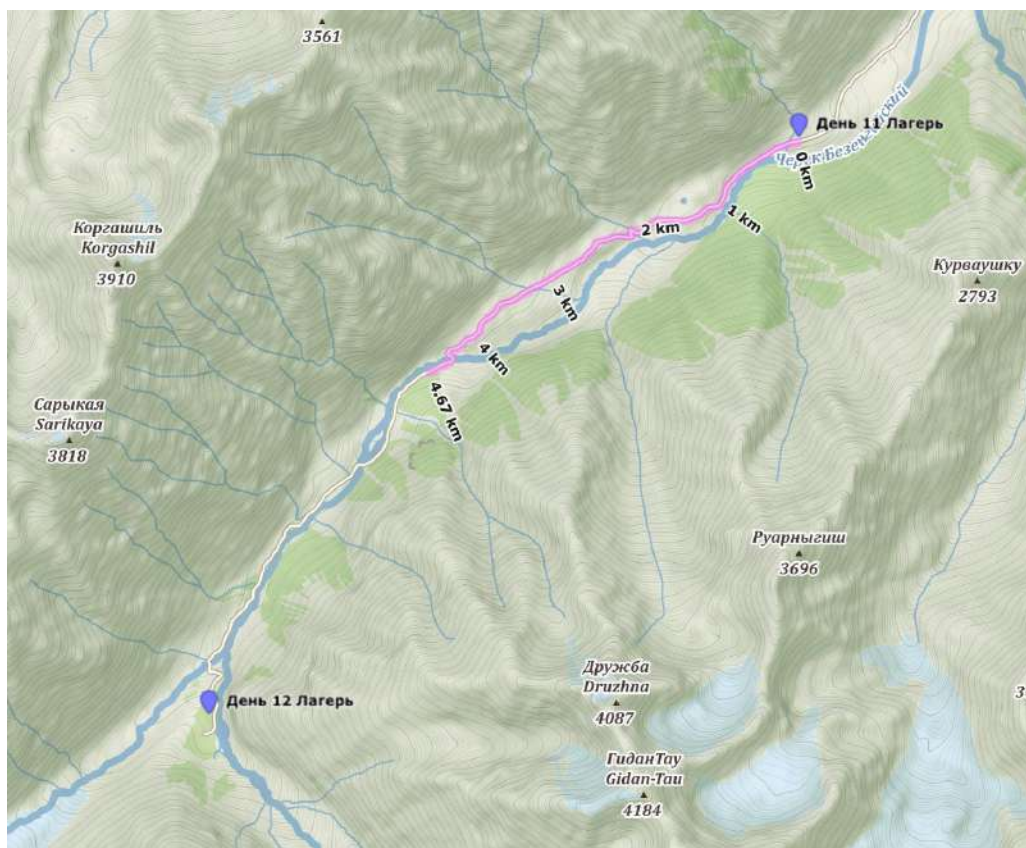 3561
День 11 Лагерь
Черек Безенгийский
0 km
1 km
2 km
Коргашиль
Korgashil
3910
Курваушку
2793
3 km
4 km
4.67 km
Сарыкая
Sarikaya
3818
Руарныгиш
3696
Дружба
Druzhna
4087
День 12 Лагерь
ГиданТау
Gidan-Tau
4184